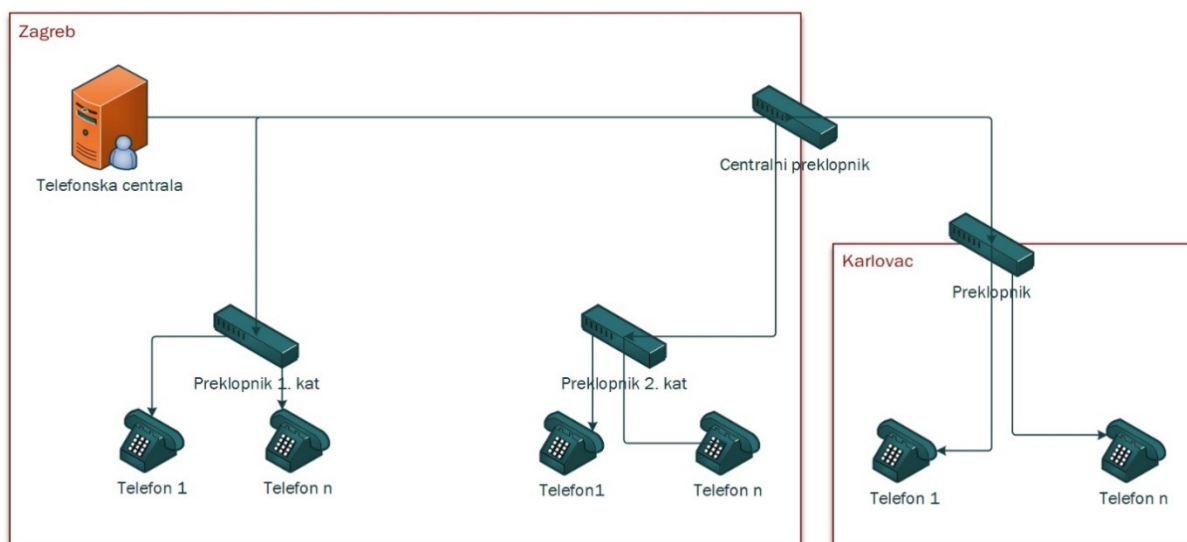 Zagreb
Telefonska centrala
Centralni preklopnik
Karlovac
Preklopnik
Preklopnik 1. kat
Preklopnik 2. kat
Telefon 1
Telefon n
Telefon1
Telefon n
Telefon 1
Telefon n